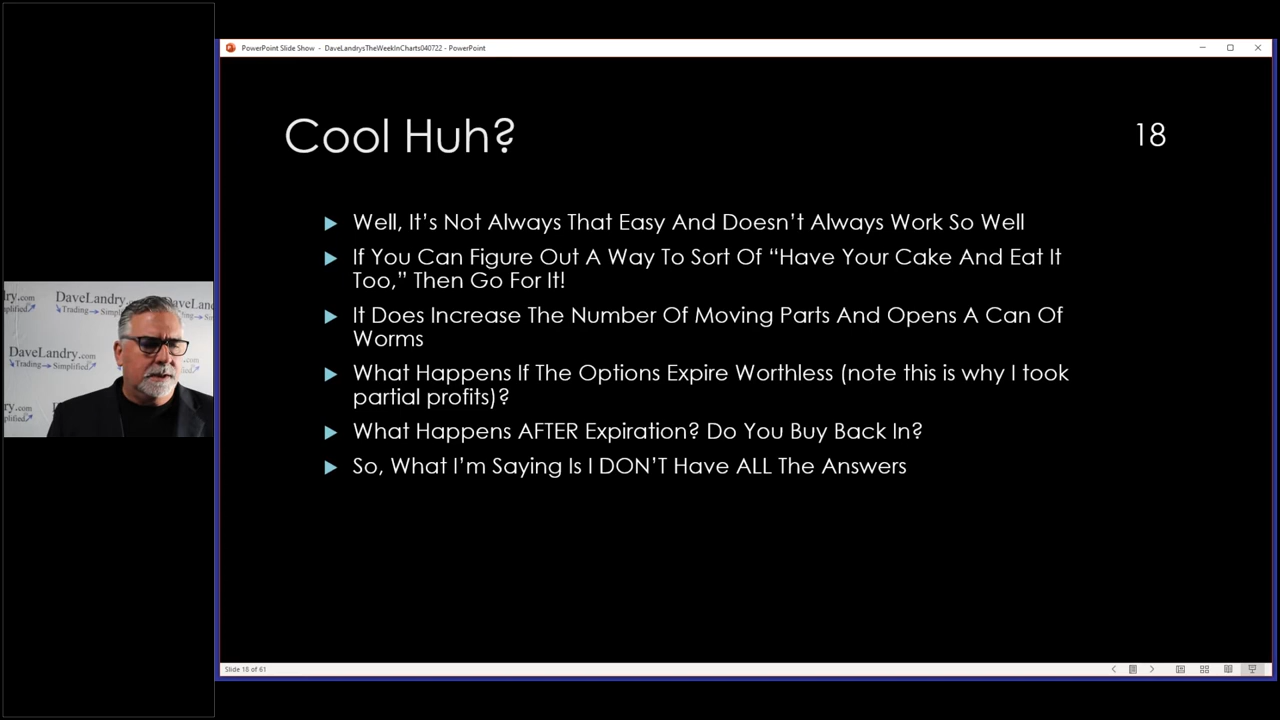 PowerPoint Slide Show - DaveLandrysTheWeekInCharts040722 - PowerPoint
Cool Huh?
18
Well, It's Not Always That Easy And Doesn't Always Work So Well
If You Can Figure Out A Way To Sort Of “Have Your Cake And Eat It
Too,” Then Go For It!
It Does Increase The Number Of Moving Parts And Opens A Can Of
Worms
What Happens If The Options Expire Worthless (note this is why I took
partial profits)?
What Happens AFTER Expiration? Do You Buy Back In?
So, What I'm Saying Is I DON'T Have ALL The Answers
DaveLandry.com
Trading Simplified
DaveLandry.com
Trading Simplified
Slide 18 of 61